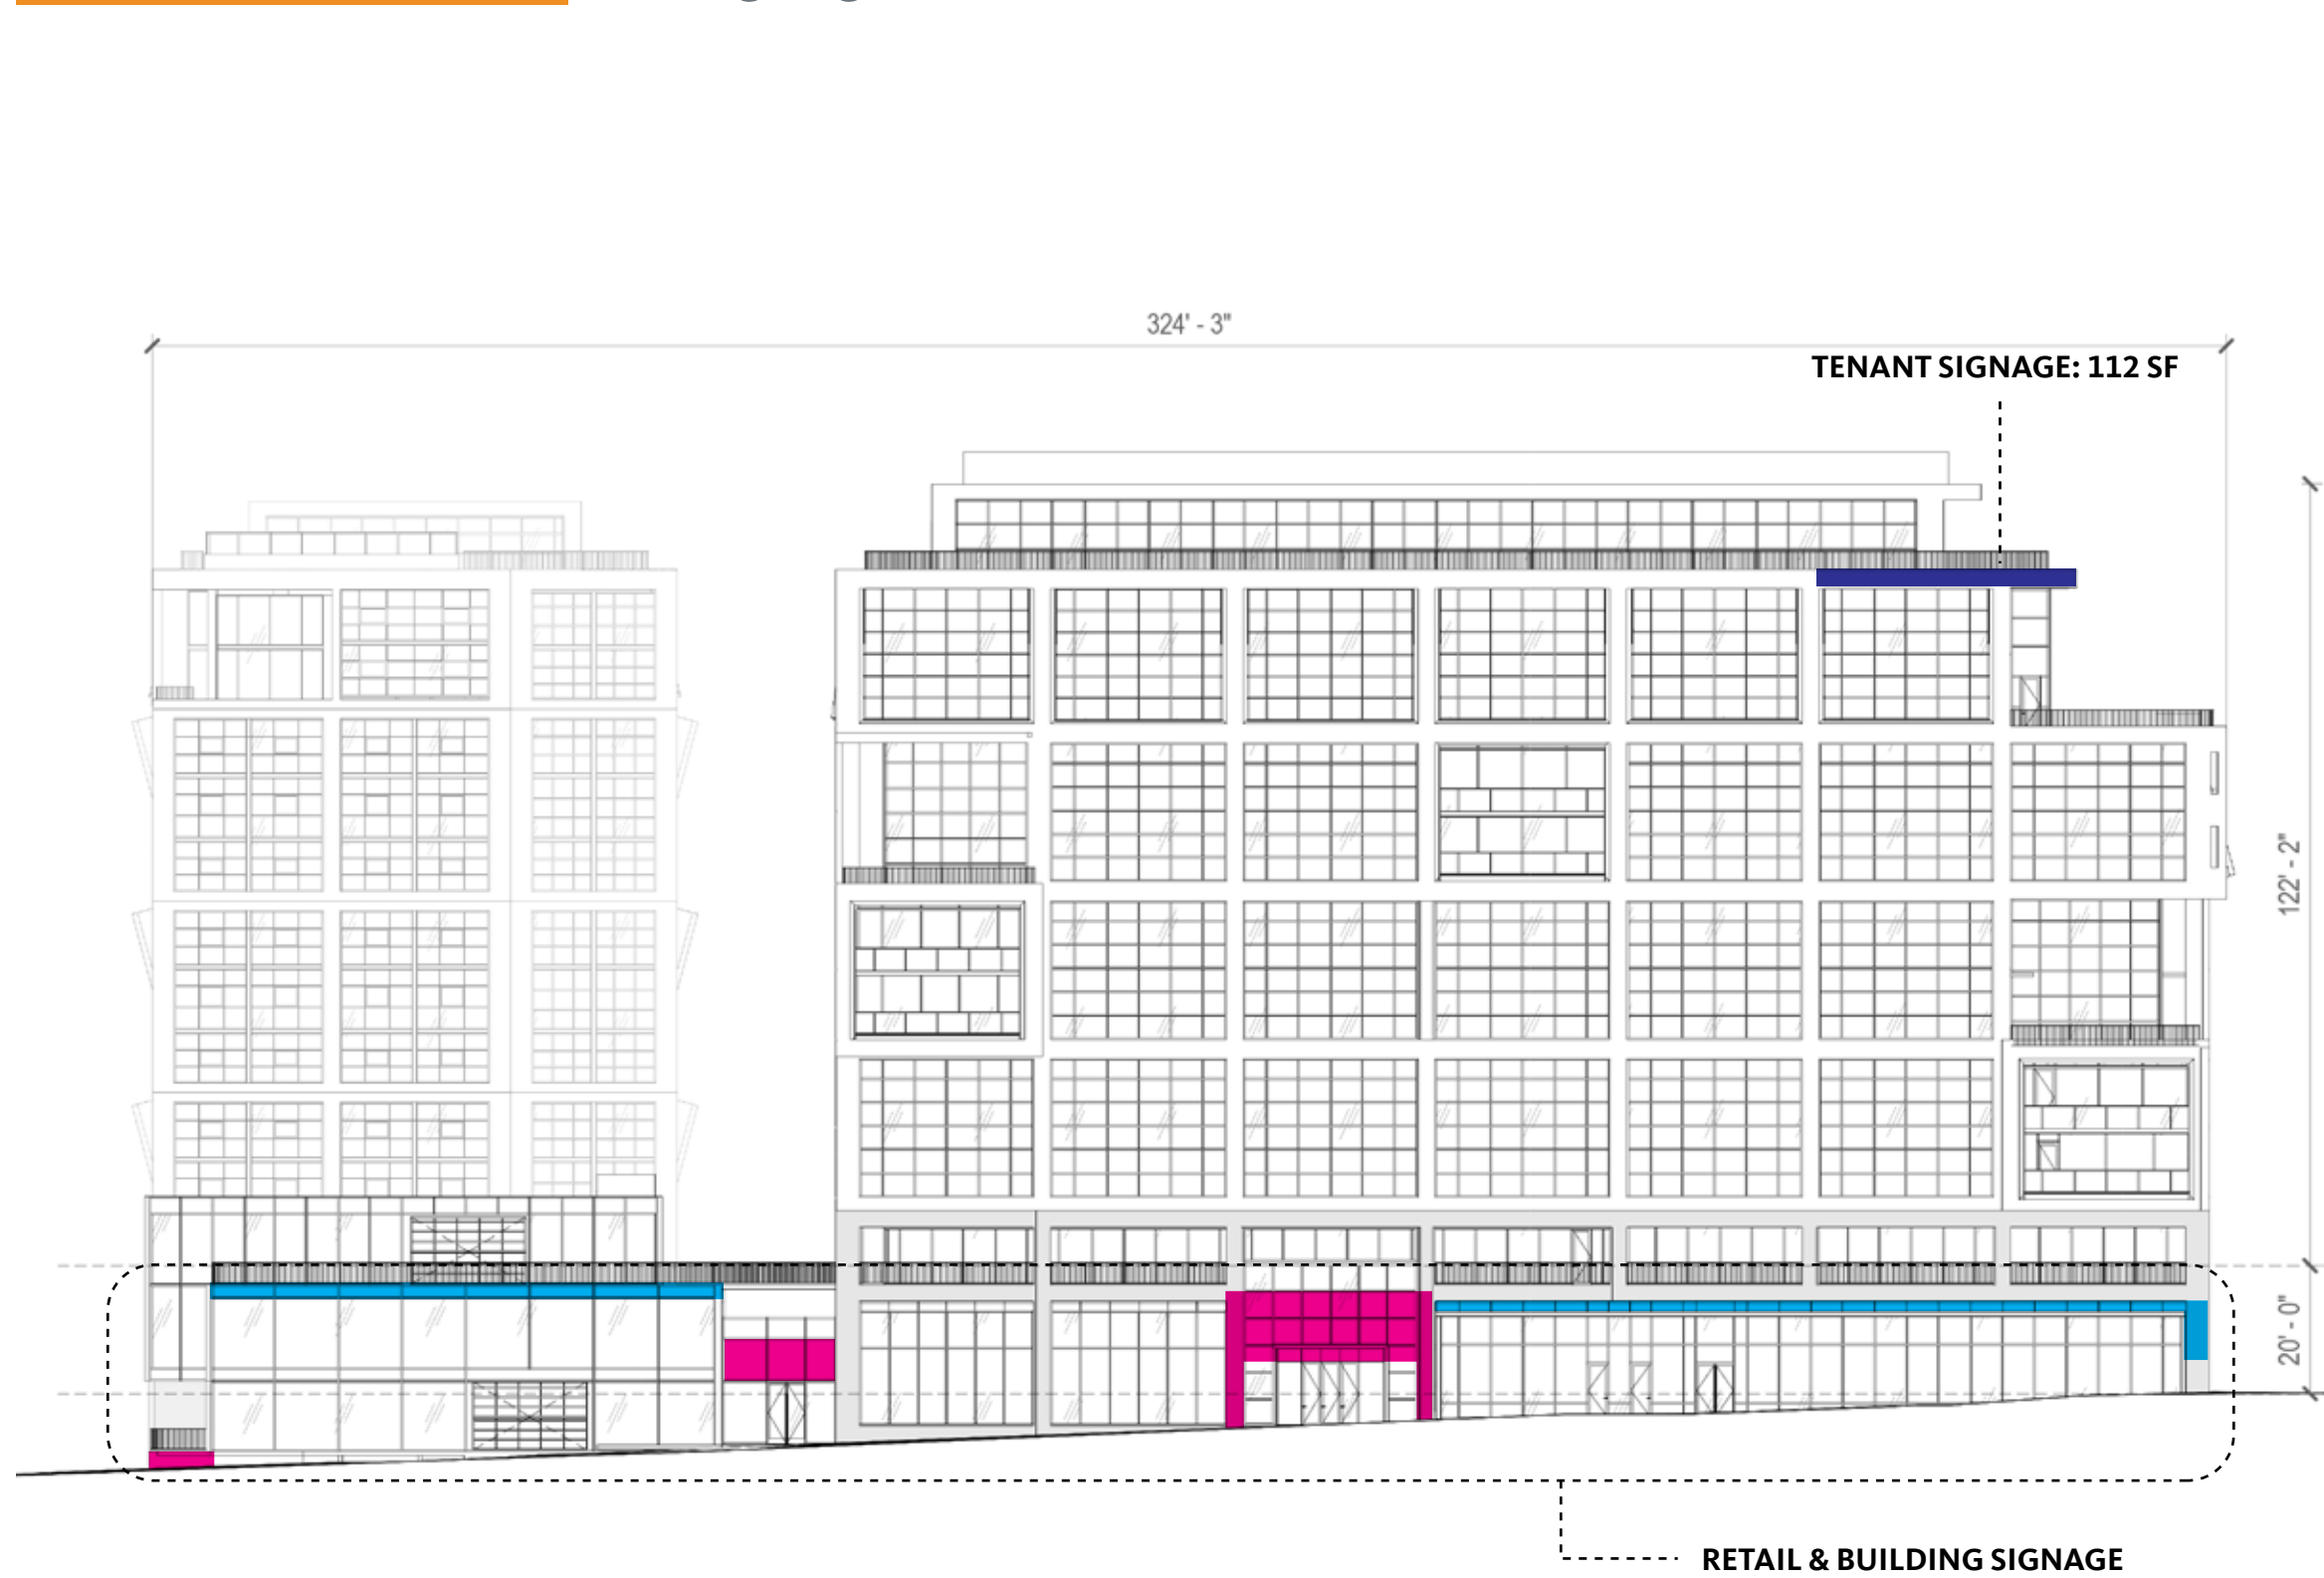 324' - 3"
TENANT SIGNAGE: 112 SF
122' - 2"
20' - 0"
RETAIL & BUILDING SIGNAGE